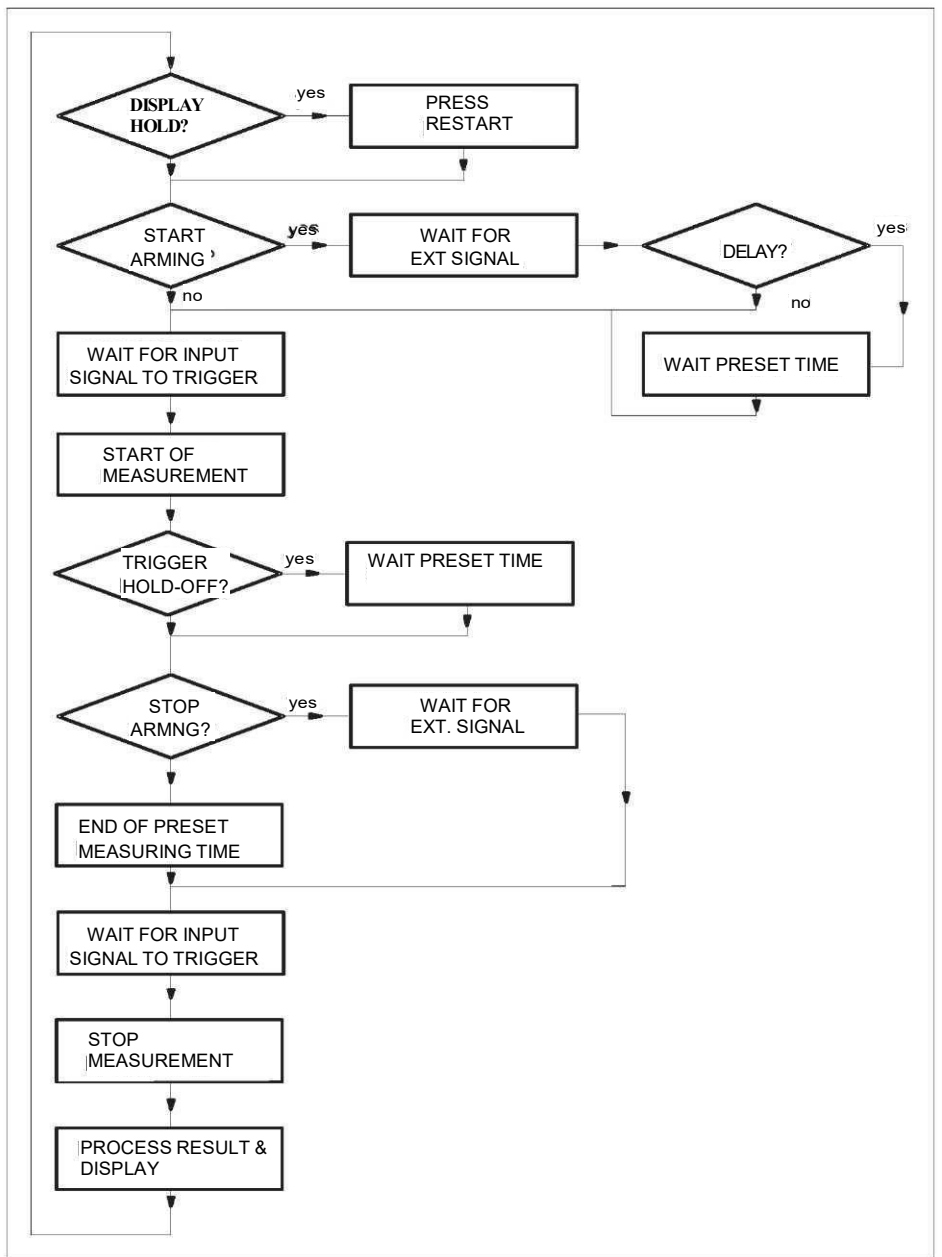 DISPLAY
HOLD?
yes
PRESS
RESTART
START
ARMING ?
yes
WAIT FOR
EXT SIGNAL
DELAY?
yes
no
no
WAIT FOR INPUT
SIGNAL TO TRIGGER
WAIT PRESET TIME
START OF
MEASUREMENT
TRIGGER
HOLD-OFF?
yes
WAIT PRESET TIME
STOP
ARMNG?
yes
WAIT FOR
EXT. SIGNAL
END OF PRESET
MEASURING TIME
WAIT FOR INPUT
SIGNAL TO TRIGGER
STOP
MEASUREMENT
PROCESS RESULT &
DISPLAY